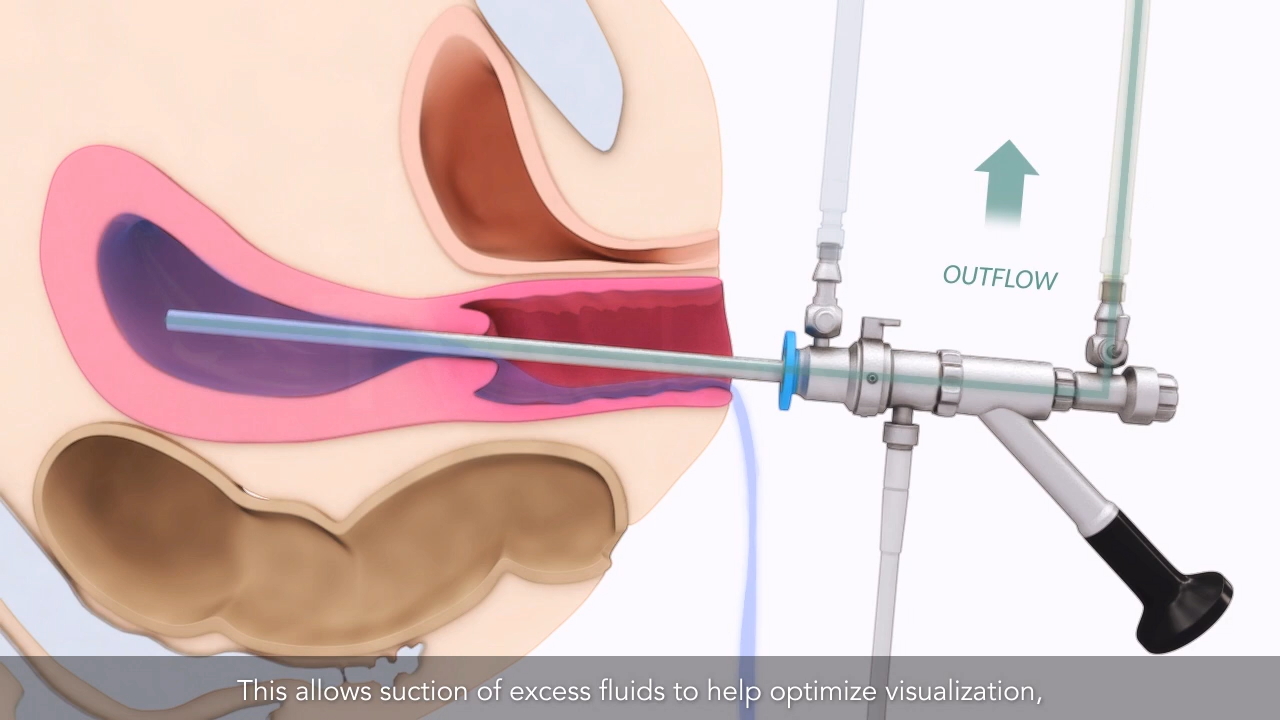 OUTFLOW
This allows suction of excess fluids to help optimize visualization,